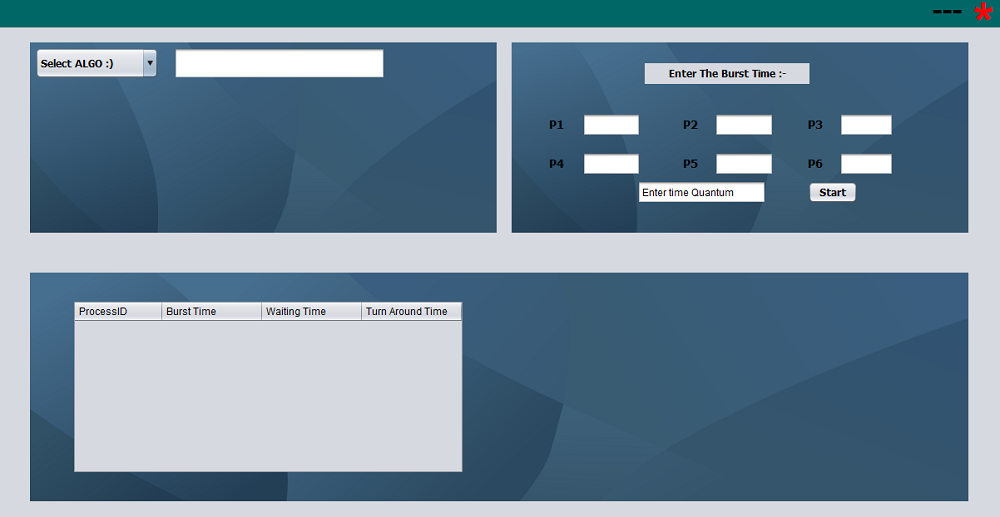 --- *
Select ALGO :)
Enter The Burst Time :-
P1 P2 P3
P4 P5 P6
Enter time Quantum Start
ProcessID Burst Time Waiting Time Turn Around Time